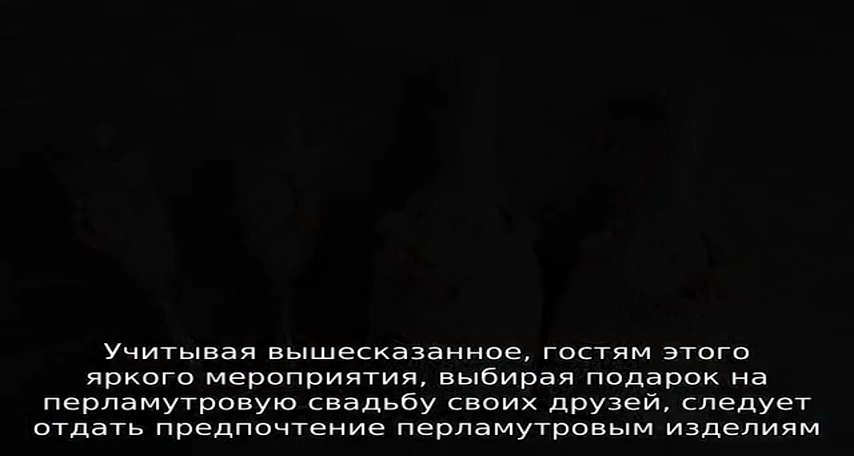 Учитывая вышесказанное, гостям этого
яркого мероприятия, выбирая подарок на
перламутровую свадьбу своих друзей, следует
отдать предпочтение перламутровым изделиям